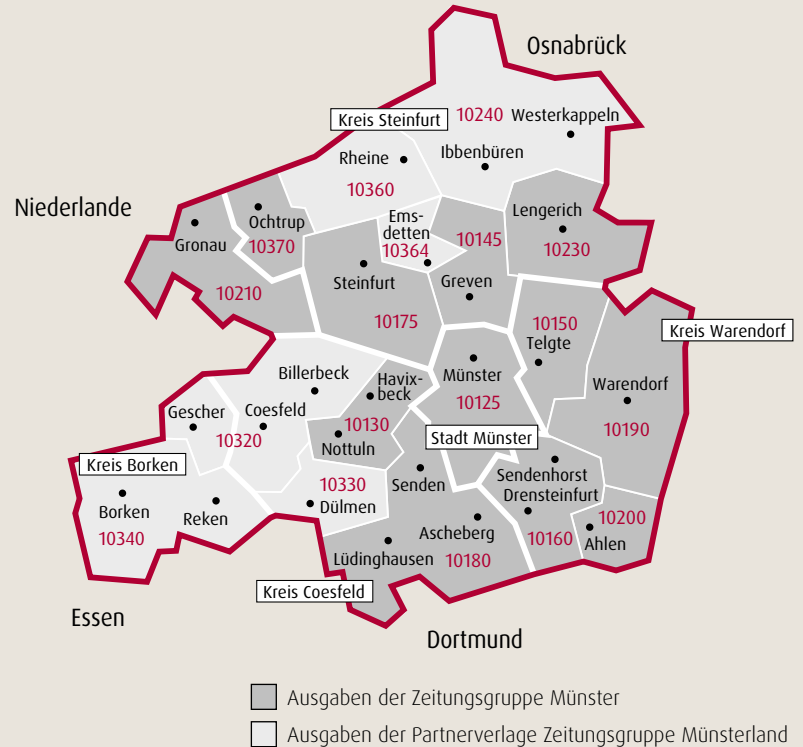 Osnabrück
10240
Westerkappeln
Kreis Steinfurt
Rheine
Ibbenbüren
10360
Niederlande
Ochtrup
Gronau
10370
Ems-
detten
10364
10145
Lengerich
10230
Steinfurt
Greven
10210
10175
10150
Telgte
Kreis Warendorf
Billerbeck
Havix-
beck
Münster
10125
Warendorf
10190
Gescher
Coesfeld
10320
10130
Nottuln
Stadt Münster
Kreis Borken
Senden
Sendenhorst
Drensteinfurt
10330
Dülmen
Borken
10340
Reken
Ascheberg
10180
Lüdinghausen
10160
10200
Ahlen
Kreis Coesfeld
Essen
Dortmund
Ausgaben der Zeitungsgruppe Münster
Ausgaben der Partnerverlage Zeitungsgruppe Münsterland